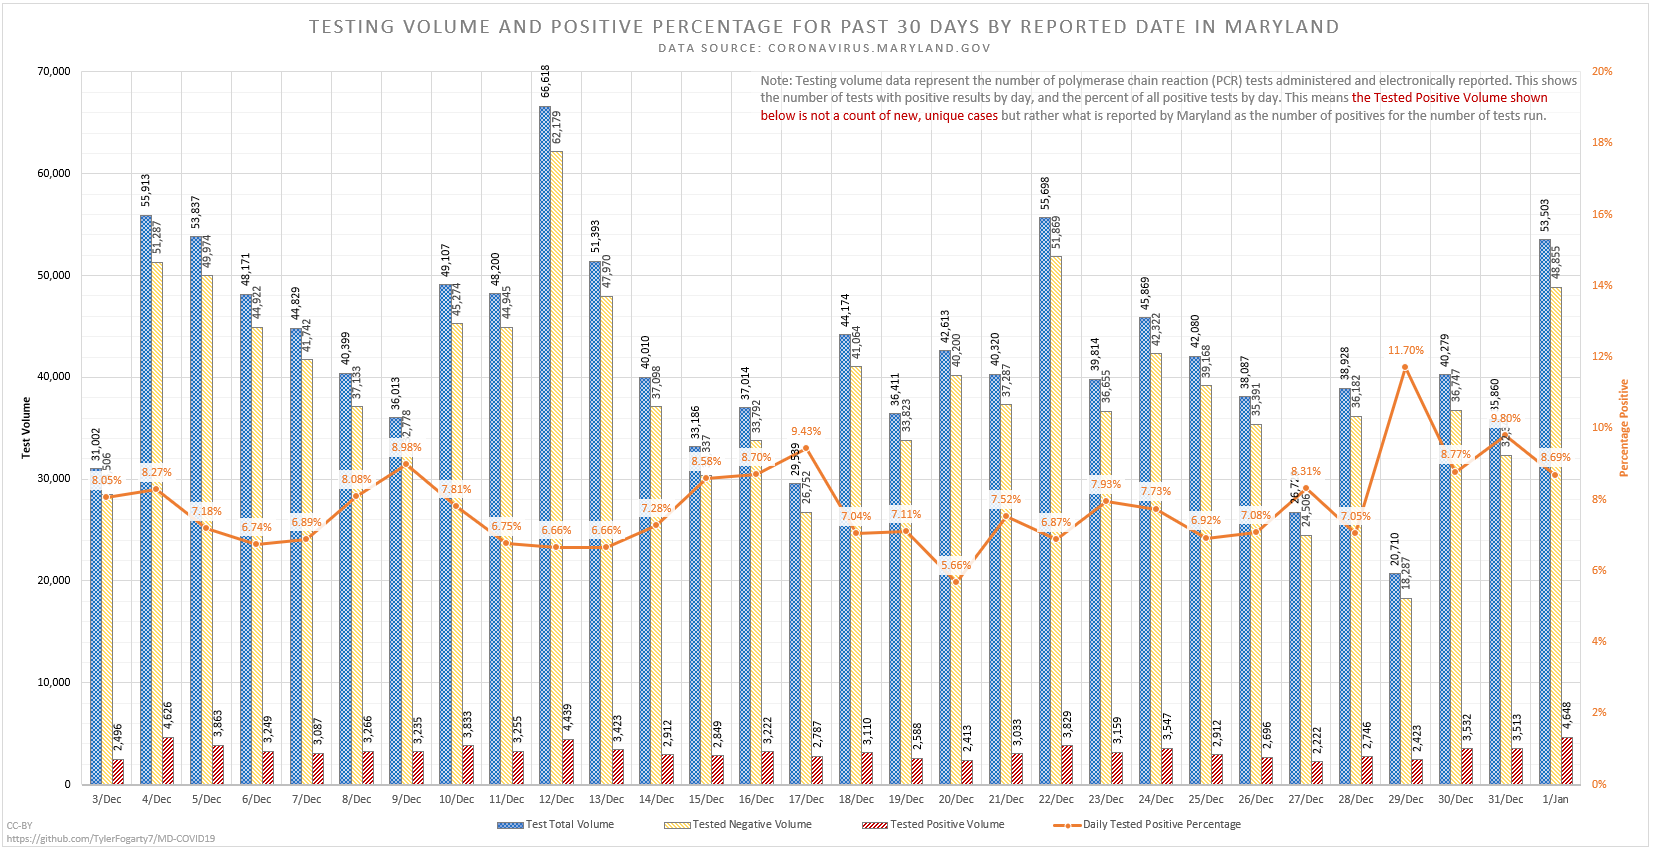 TESTING VOLUME AND POSITIVE PERCENTAGE FOR PAST 30 DAYS BY REPORTED DATE IN MARYLAND
DATA SOURCE: CORONAVIRUS.MARYLAND.GOV
Note: Testing volume data represent the number of polymerase chain reaction (PCR) tests administered and electronically reported. This shows
the number of tests with positive results by day, and the percent of all positive tests by day. This means the Tested Positive Volume shown
below is not a count of new, unique cases but rather what is reported by Maryland as the number of positives for the number of tests run.
Test Volume
70,000
60,000
50,000
40,000
30,000
20,000
10,000
0
Percentage Positive
20%
18%
16%
14%
12%
10%
8%
6%
4%
2%
0%
31,002 8.05% 2,496
55,913 51,287 8.27% 4,626
53,837 49,974 7.18% 3,863
48,171 44,922 6.74% 3,249
44,829 41,742 6.89% 3,087
40,399 37,133 8.08% 3,266
36,013 8.98% 3,235
49,107 45,274 7.81% 3,833
48,200 44,945 6.75% 3,255
66,618 62,179 6.66% 4,439
51,393 47,970 6.66% 3,423
40,010 37,098 7.28% 2,912
33,186 8.58% 2,849
37,014 33,792 8.70% 3,222
29,539 26,752 9.43% 2,787
44,174 41,064 7.04% 3,110
36,411 33,823 7.11% 2,588
42,613 40,200 5.66% 2,413
40,320 37,287 7.52% 3,033
55,698 51,869 6.87% 3,829
39,814 36,655 7.93% 3,159
45,869 42,322 7.73% 3,547
42,080 39,168 6.92% 2,912
38,087 35,391 7.08% 2,696
24,506 8.31% 2,222
38,928 36,182 7.05% 2,746
20,710 18,287 11.70% 2,423
40,279 36,747 8.77% 3,532
35,860 9.80% 3,513
53,503 48,855 8.69% 4,648
3/Dec 4/Dec 5/Dec 6/Dec 7/Dec 8/Dec 9/Dec 10/Dec 11/Dec 12/Dec 13/Dec 14/Dec 15/Dec 16/Dec 17/Dec 18/Dec 19/Dec 20/Dec 21/Dec 22/Dec 23/Dec 24/Dec 25/Dec 26/Dec 27/Dec 28/Dec 29/Dec 30/Dec 31/Dec 1/Jan
Test Total Volume Tested Negative Volume Tested Positive Volume Daily Tested Positive Percentage
CC-BY
https://github.com/TylerFogarty7/MD-COVID19